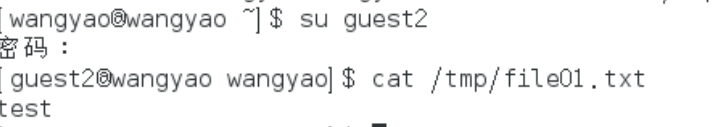 [wangyao@wangyao ~]$ su guest2
密码：
[guest2@wangyao wangyao]$ cat /tmp/file01.txt
test